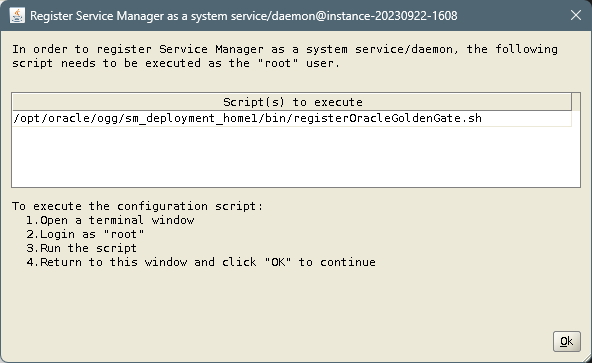 Register Service Manager as a system service/daemon@instance-20230922-1608
In order to register Service Manager as a system service/daemon, the following
script needs to be executed as the "root" user.
Script(s) to execute
/opt/oracle/ogg/sm_deployment_home1/bin/registerOracleGoldenGate.sh
To execute the configuration script:
1.Open a terminal window
2.Login as "root"
3.Run the script
4.Return to this window and click "OK" to continue
Ok